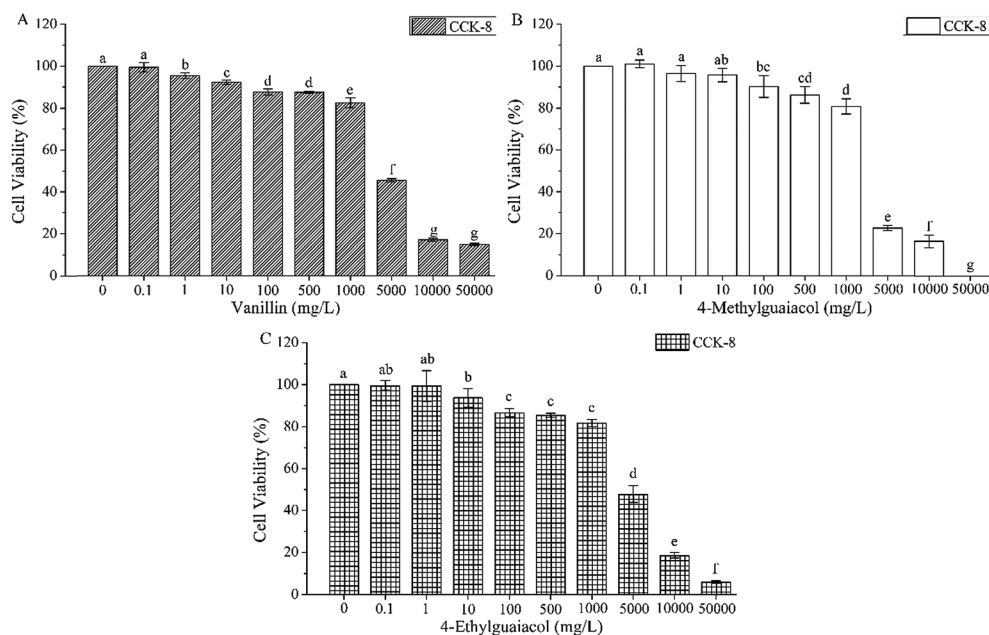 A
CCK-8
120
100
80
60
40
20
0
Cell Viability (%)
a
a
b
c
d
d
e
f
g
g
0 0.1 1 10 100 500 1000 5000 10000 50000
Vanillin (mg/L)
B
CCK-8
120
100
80
60
40
20
0
Cell Viability (%)
a
a
a
ab
bc
cd
d
e
f
g
0 0.1 1 10 100 500 1000 5000 10000 50000
4-Methylguaiacol (mg/L)
C
CCK-8
120
100
80
60
40
20
0
Cell Viability (%)
a
ab
ab
b
c
c
c
d
e
f
0 0.1 1 10 100 500 1000 5000 10000 50000
4-Ethylguaiacol (mg/L)